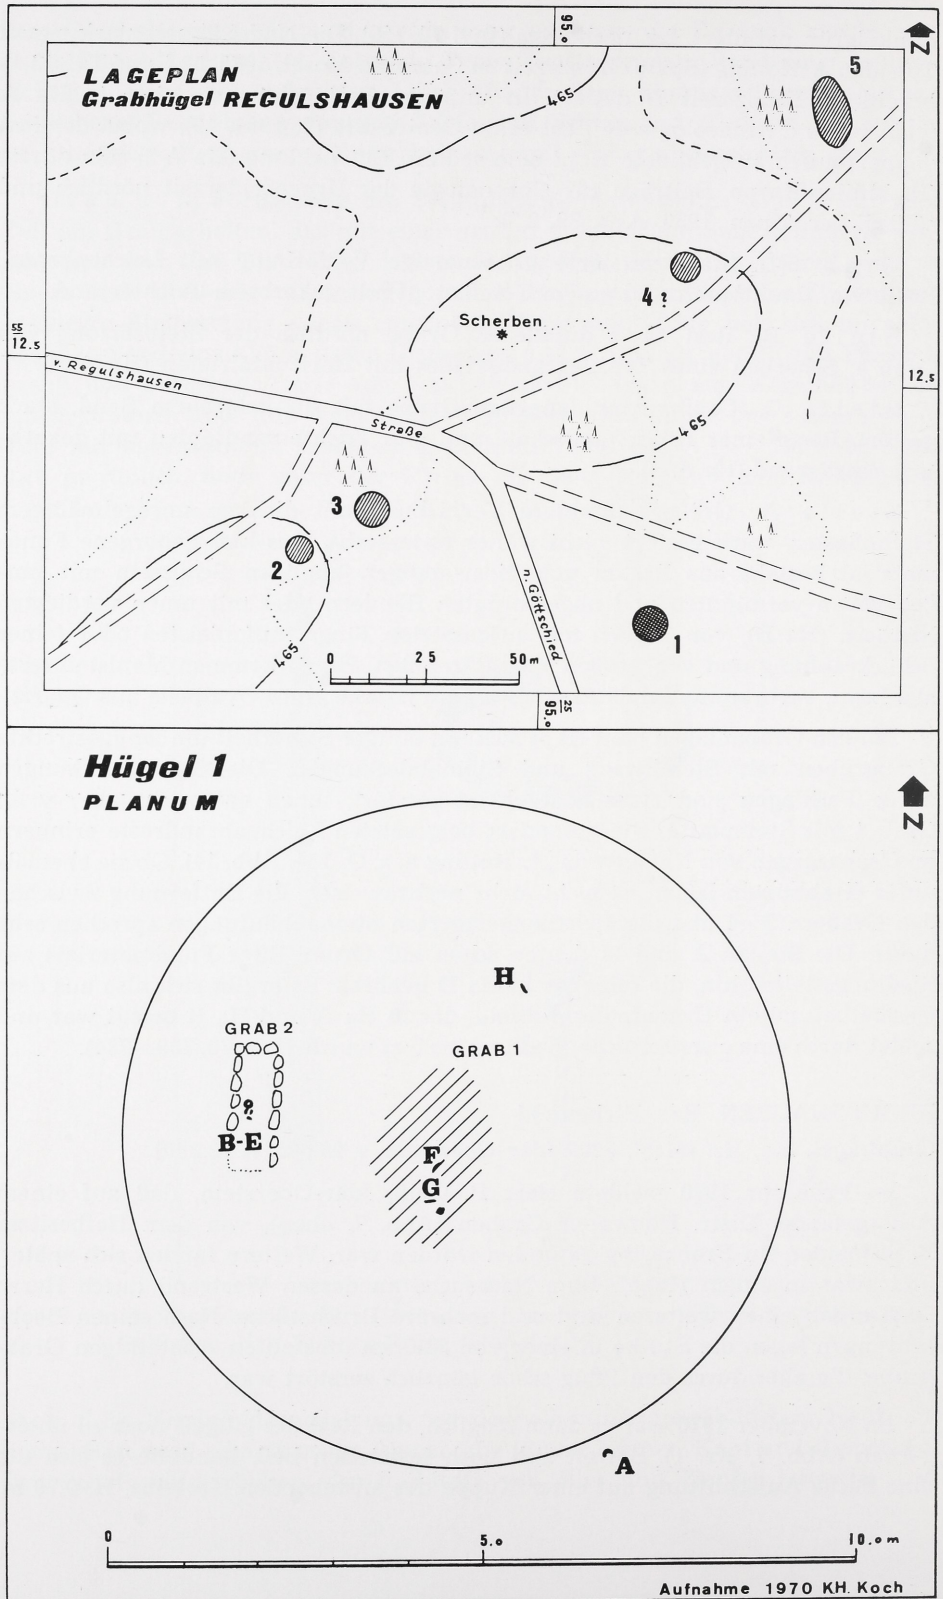 95.0
N
LAGEPLAN
Grabhügel REGULSHAUSEN
465
5
4 ?
Scherben
55
12.5
12.5
v. Regulshausen
Straße
465
3
2
n. Göttschied
1
465
0 25 50m
25
95.0
Hügel 1
PLANUM
N
H
GRAB 2
GRAB 1
?
B-E
F
G
A
0 5.0 10.0 m
Aufnahme 1970 KH. Koch